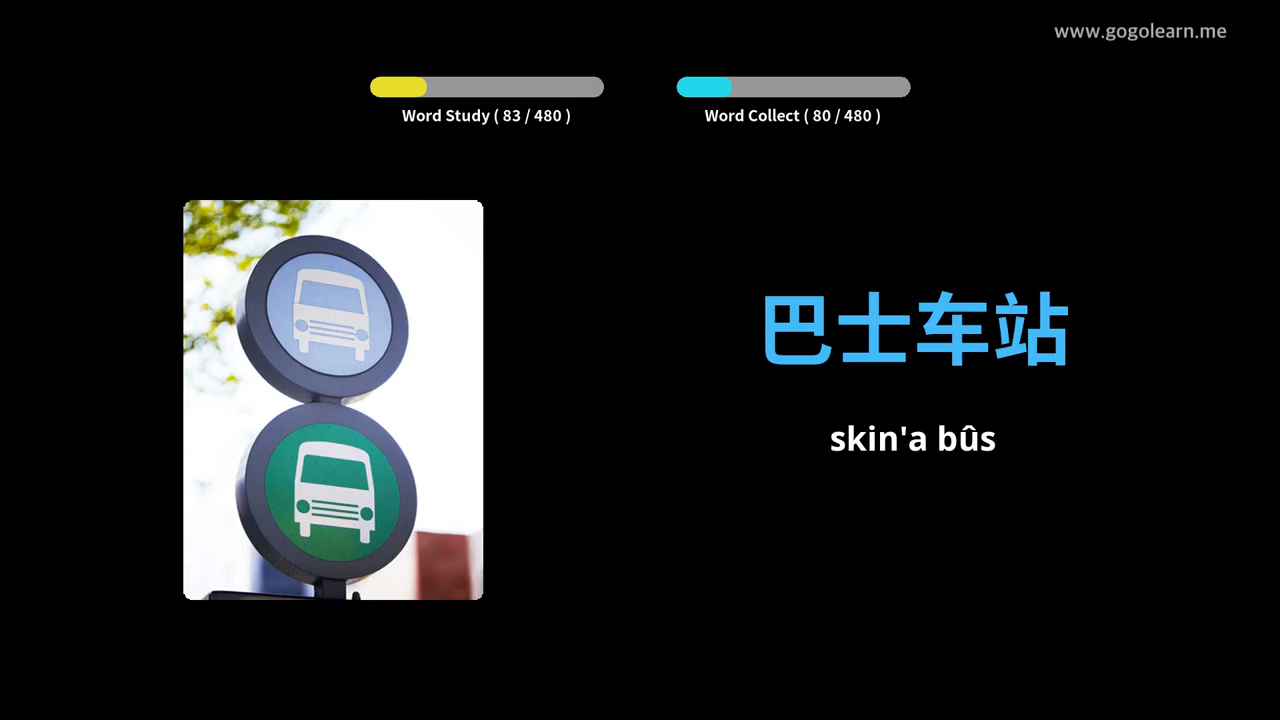 www.gogolearn.me
Word Study ( 83 / 480 )
Word Collect ( 80 / 480 )
巴士车站
skin'a bûs